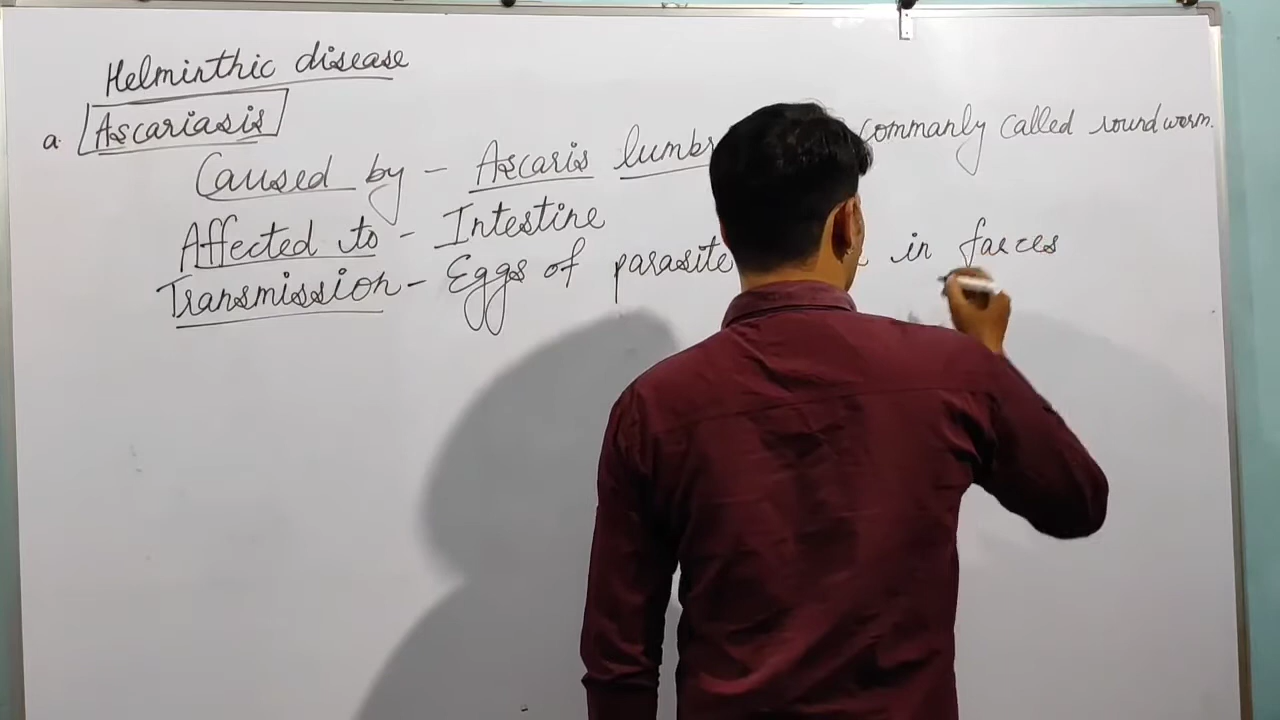 Helminthic disease
a. Ascariasis
Caused by - Ascaris lumbr commanly called roundworm.
Affected to - Intestine
Transmission - Eggs of parasite in faeces